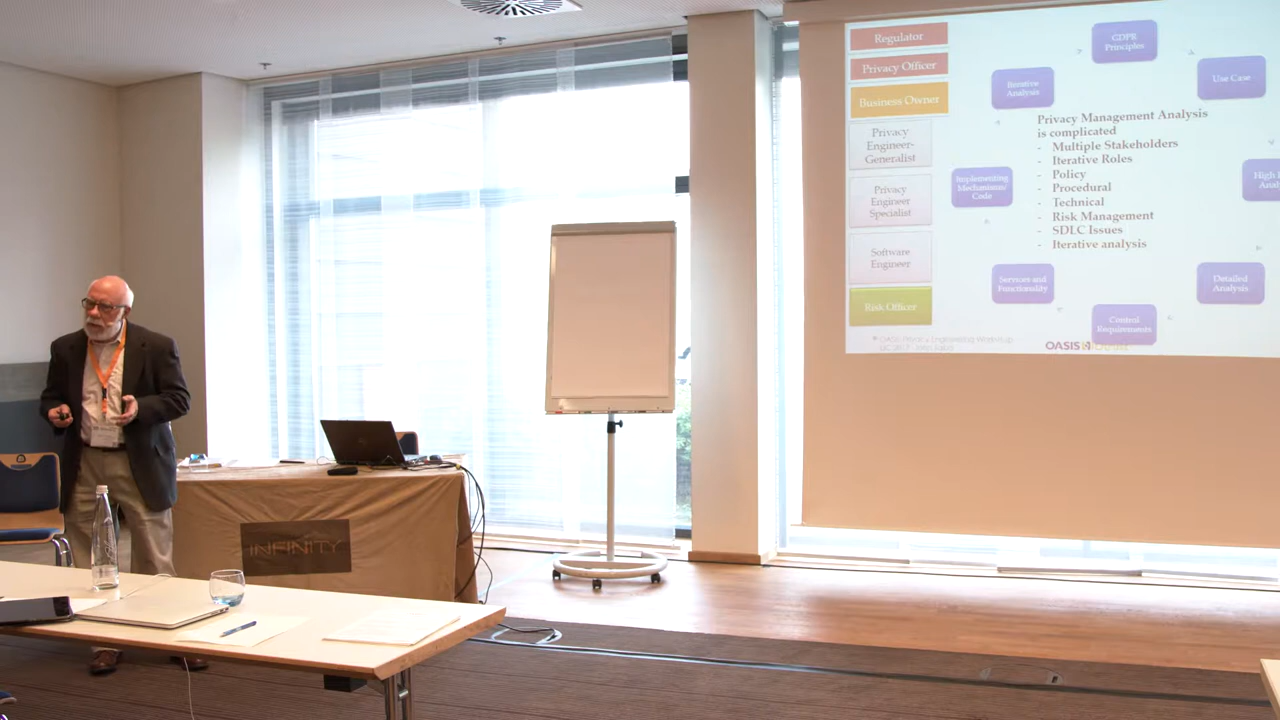 Regulator
Privacy Officer
Business Owner
Privacy
Engineer-
Generalist
Privacy
Engineer
Specialist
Software
Engineer
Risk Officer
GDPR
Principles
Use Case
Iterative
Analysis
Privacy Management Analysis
is complicated
- Multiple Stakeholders
- Iterative Roles
- Policy
- Procedural
- Technical
- Risk Management
- SDLC Issues
- Iterative analysis
High
Implementing
Mechanisms/
Code
Services and
Functionality
Detailed
Analysis
Control
Requirements
OASIS
INFINITY